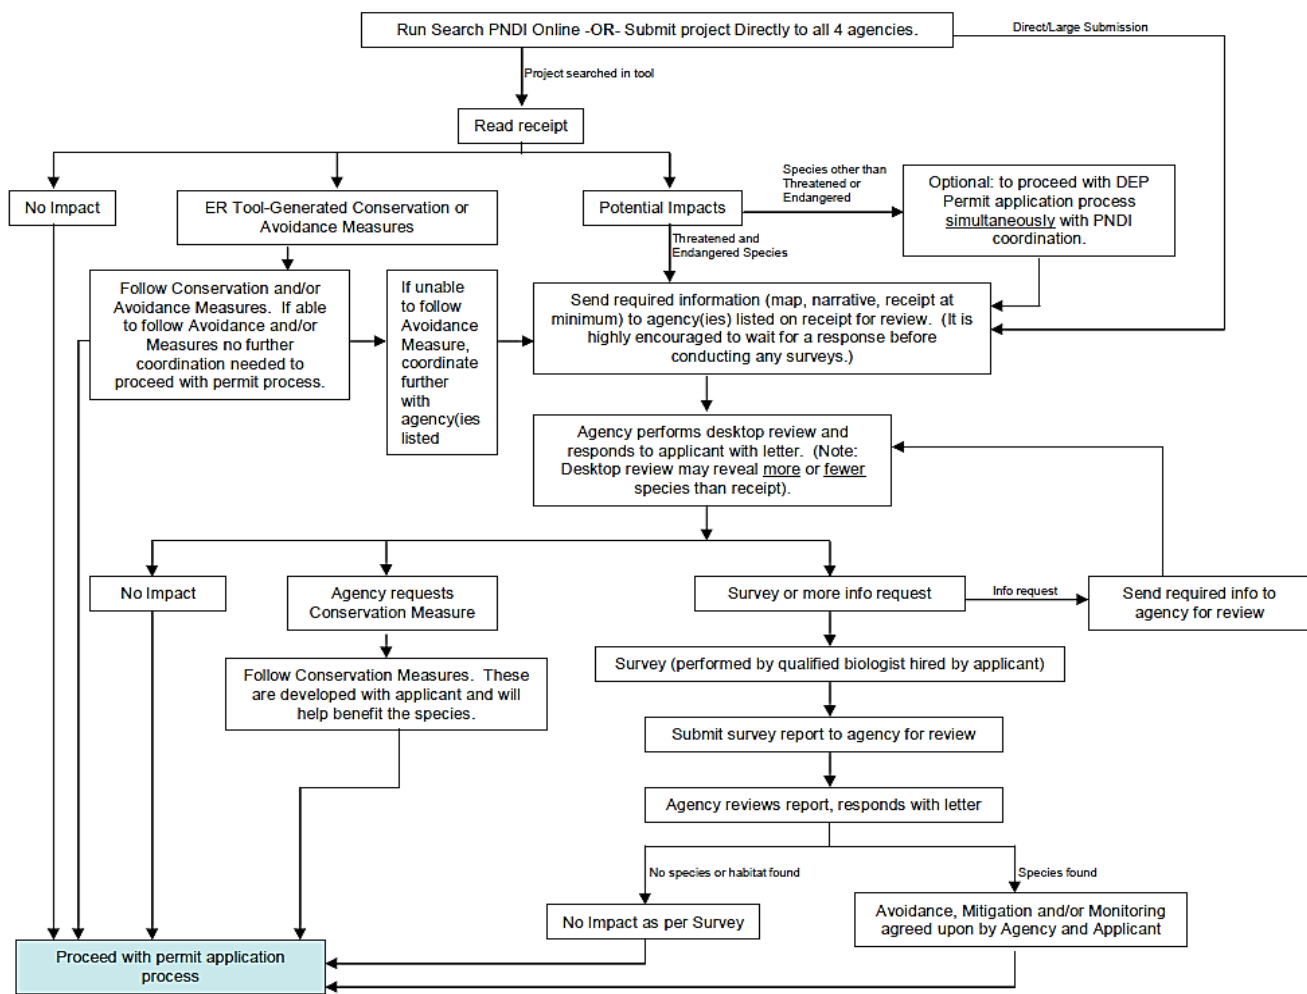 Run Search PNDI Online -OR- Submit project Directly to all 4 agencies.
Direct/Large Submission
Project searched in tool
Read receipt
No Impact
ER Tool-Generated Conservation or
Avoidance Measures
Potential Impacts
Species other than
Threatened or
Endangered
Optional: to proceed with DEP
Permit application process
simultaneously with PNDI
coordination.
Threatened and
Endangered Species
Follow Conservation and/or
Avoidance Measures.  If able
to follow Avoidance and/or
Measures no further
coordination needed to
proceed with permit process.
If unable
to follow
Avoidance
Measure,
coordinate
further
with
agency(ies
listed
Send required information (map, narrative, receipt at
minimum) to agency(ies) listed on receipt for review.  (It is
highly encouraged to wait for a response before
conducting any surveys.)
Agency performs desktop review and
responds to applicant with letter.  (Note:
Desktop review may reveal more or fewer
species than receipt).
No Impact
Agency requests
Conservation Measure
Survey or more info request
Info request
Send required info to
agency for review
Follow Conservation Measures.  These
are developed with applicant and will
help benefit the species.
Survey (performed by qualified biologist hired by applicant)
Submit survey report to agency for review
Agency reviews report, responds with letter
No species or habitat found
Species found
No Impact as per Survey
Avoidance, Mitigation and/or Monitoring
agreed upon by Agency and Applicant
Proceed with permit application
process